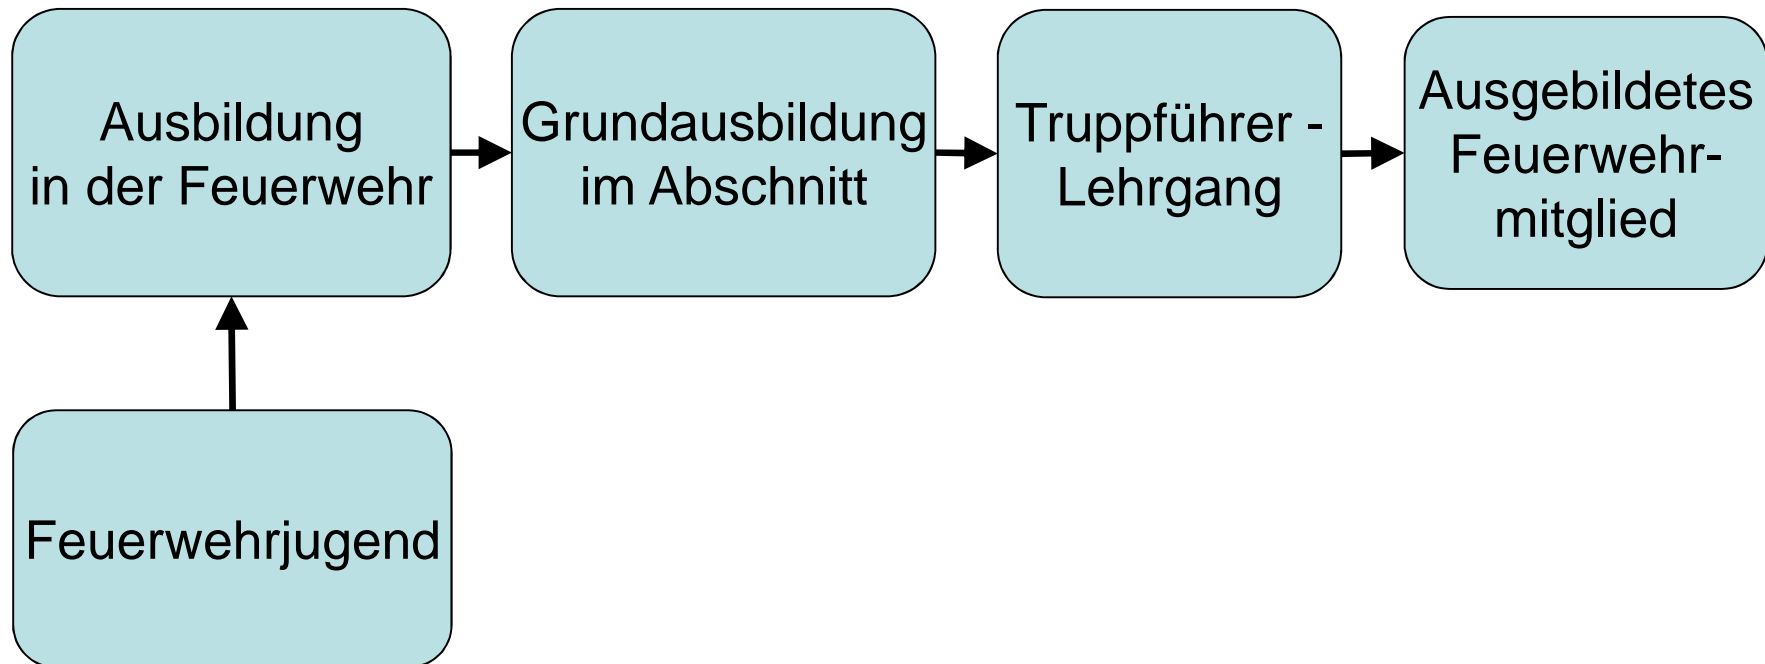 Ausbildung
in der Feuerwehr
Grundausbildung
im Abschnitt
Truppführer -
Lehrgang
Ausgebildetes
Feuerwehr-
mitglied
Feuerwehrjugend